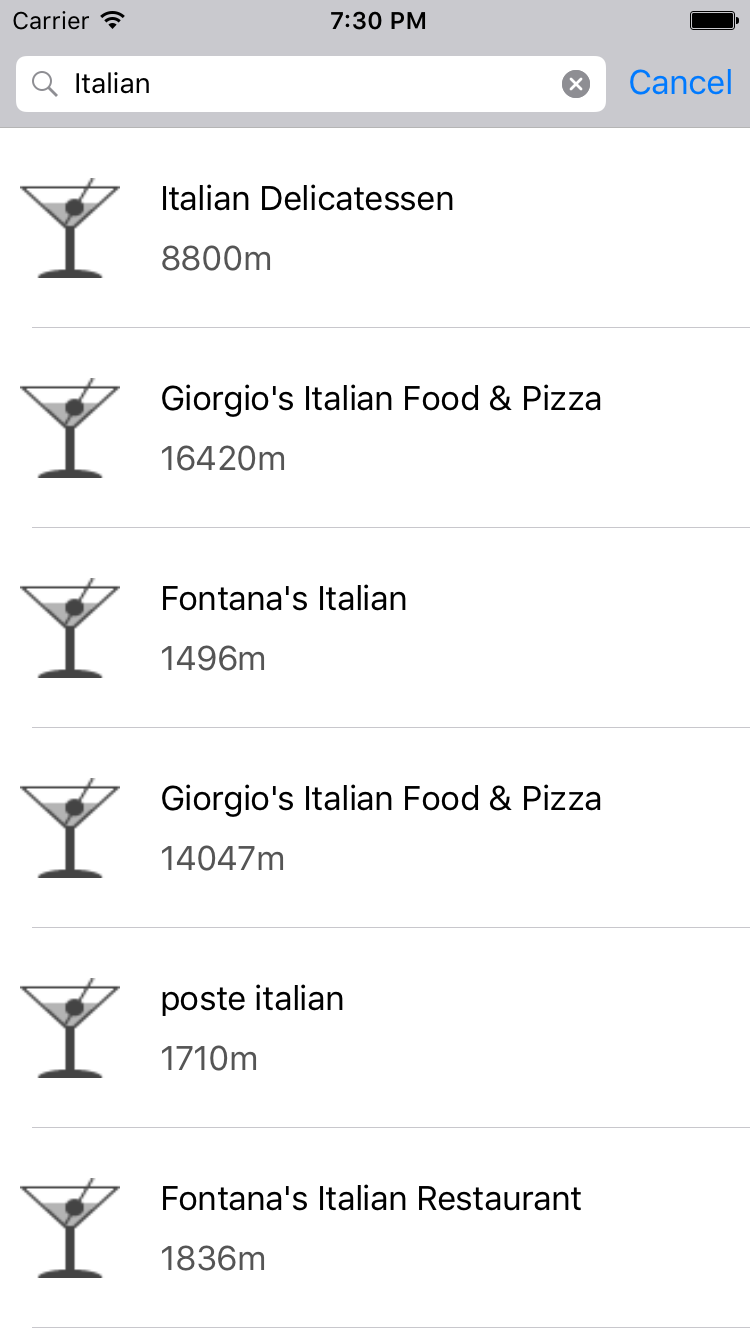 Carrier 7:30 PM
Italian Cancel
Italian Delicatessen
8800m
Giorgio's Italian Food & Pizza
16420m
Fontana's Italian
1496m
Giorgio's Italian Food & Pizza
14047m
poste italian
1710m
Fontana's Italian Restaurant
1836m